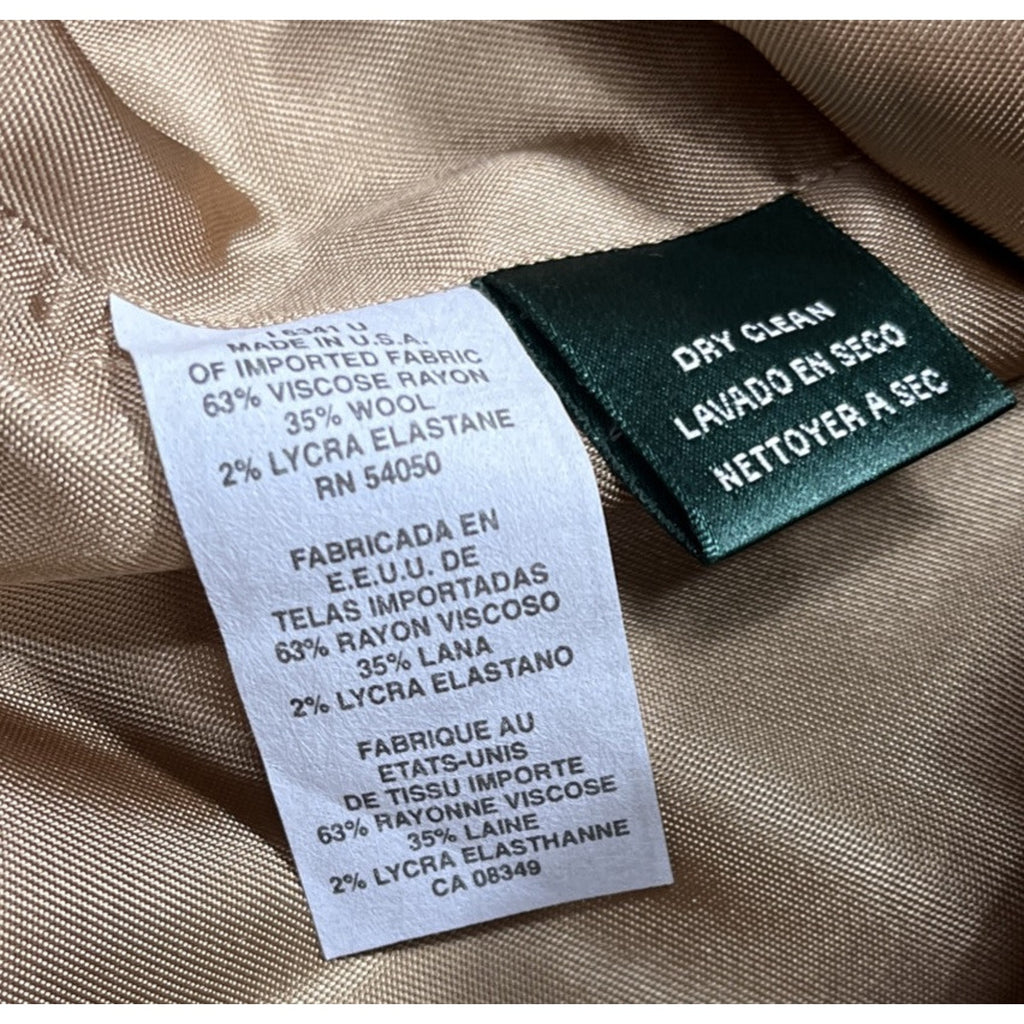 16341 U
MADE IN U.S.A.
OF IMPORTED FABRIC
63% VISCOSE RAYON
35% WOOL
2% LYCRA ELASTANE
RN 54050
FABRICADA EN
E.E.U.U. DE
TELAS IMPORTADAS
63% RAYON VISCOSO
35% LANA
2% LYCRA ELASTANO
FABRIQUE AU
ETATS-UNIS
DE TISSU IMPORTE
63% RAYONNE VISCOSE
35% LAINE
2% LYCRA ELASTHANNE
CA 08349
DRY CLEAN
LAVADO EN SECO
NETTOYER A SEC